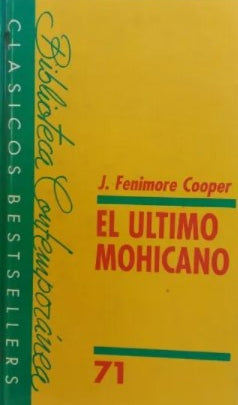 CLASICOS BESTSELLERS
Biblioteca Contemporánea
J. Fenimore Cooper
EL ULTIMO
MOHICANO
71